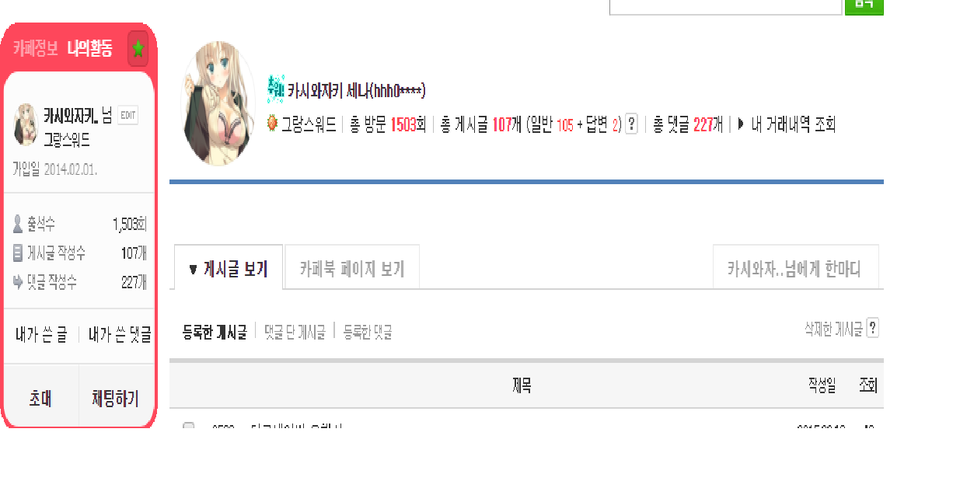 카페정보 나의활동
카시와자키.. 님 EDIT
그랑스워드
가입일 2014.02.01.
출석수 1,503회
게시글 작성수 107개
댓글 작성수 227개
내가 쓴 글 | 내가 쓴 댓글
초대 채팅하기
카시와자키 세나(hhh0****)
그랑스워드 | 총 방문 1503회 | 총 게시글 107개 (일반 105 + 답변 2) ? | 총 댓글 227개 | ▶ 내 거래내역 조회
▼ 게시글 보기 카페북 페이지 보기 카시와자..님에게 한마디
등록한 게시글 | 댓글 단 게시글 | 등록한 댓글 삭제한 게시글 ?
제목 작성일 조회